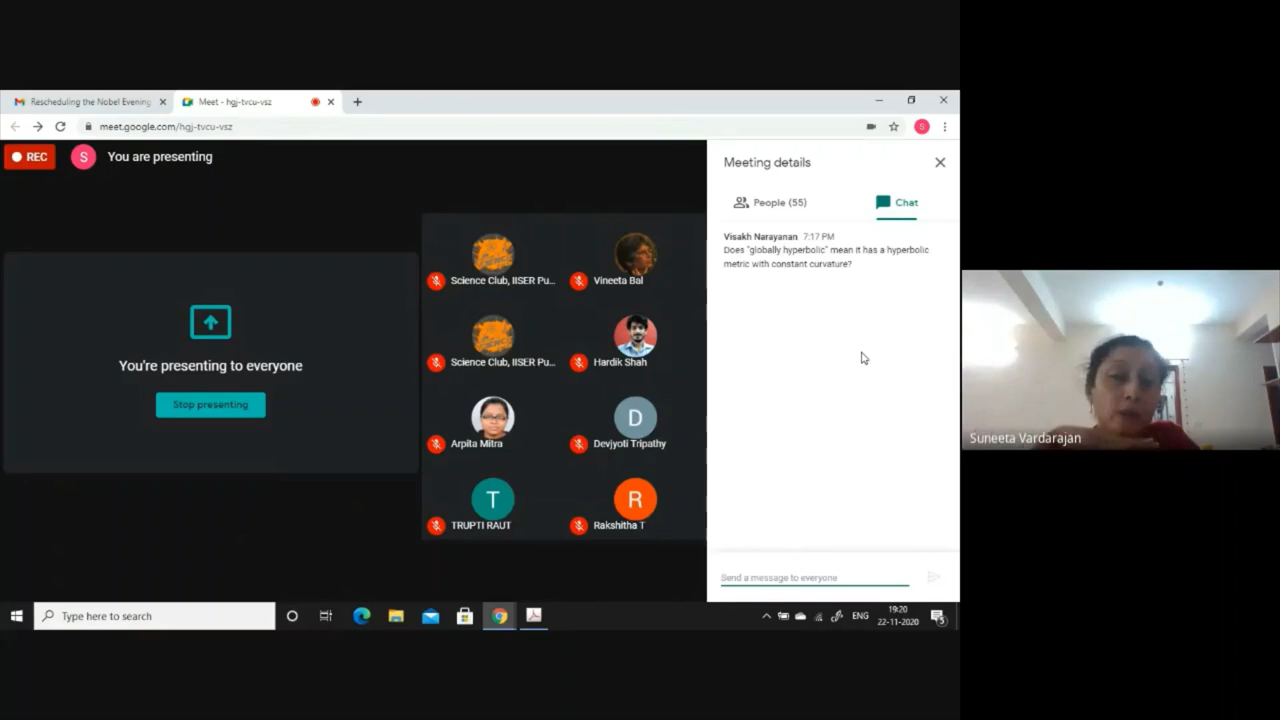 Rescheduling the Nobel Evening
Meet - hgj-tvcu-vsz
meet.google.com/hgj-tvcu-vsz
S
REC
S
You are presenting
Meeting details
People (55)
Chat
Visakh Narayanan 7:17 PM
Does "globally hyperbolic" mean it has a hyperbolic
metric with constant curvature?
Science Club, IISER Pu...
Vineeta Bal
Science Club, IISER Pu...
Hardik Shah
You're presenting to everyone
Stop presenting
Arpita Mitra
D
Devjyoti Tripathy
T
TRUPTI RAUT
R
Rakshitha T
Suneeta Vardarajan
Send a message to everyone
Type here to search
ENG
19:20
22-11-2020
5